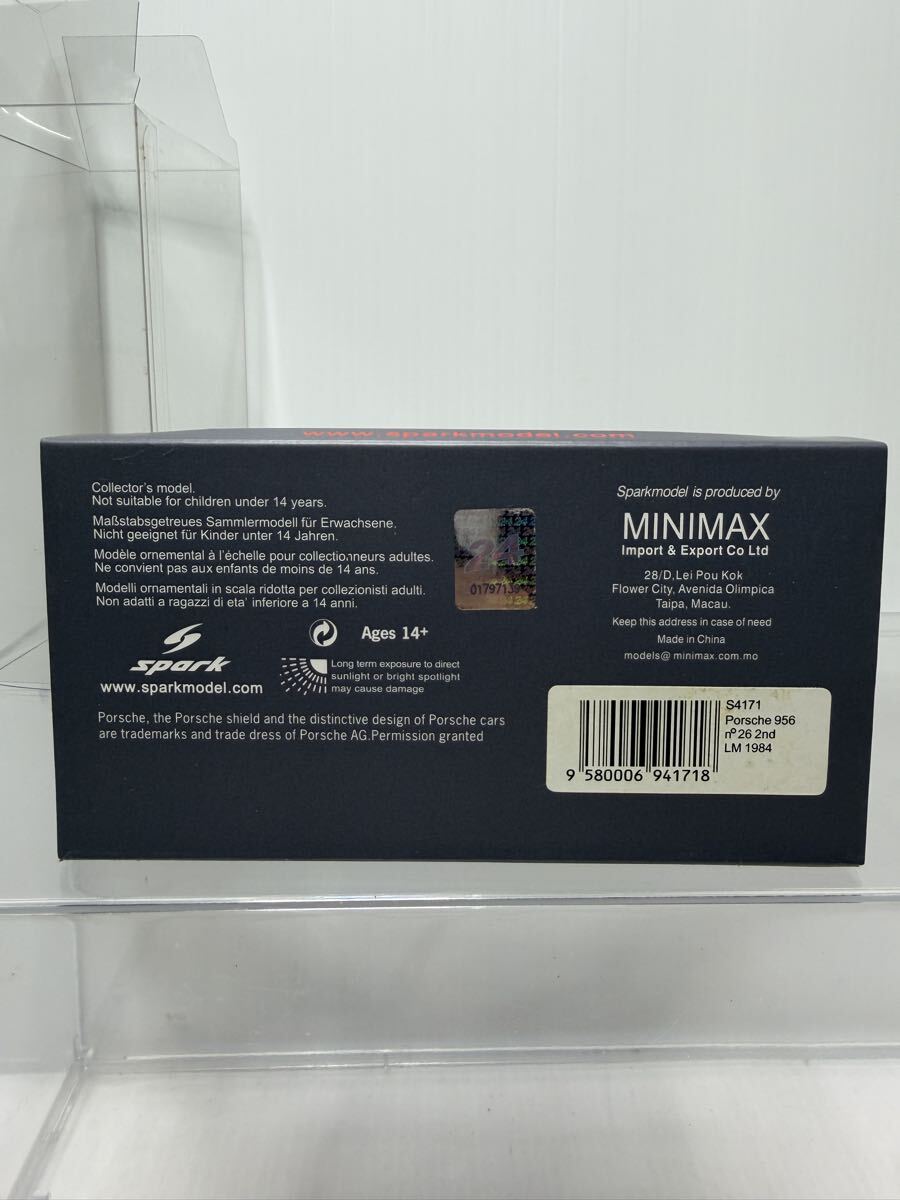 www.sparkmodel.com
Collector's model.
Not suitable for children under 14 years.
Maßstabsgetreues Sammlermodell für Erwachsene.
Nicht geeignet für Kinder unter 14 Jahren.
Modèle ornemental à l'échelle pour collectionneurs adultes.
Ne convient pas aux enfants de moins de 14 ans.
Modelli ornamentali in scala ridotta per collezionisti adulti.
Non adatti a ragazzi di eta' inferiore a 14 anni.
24
spark
www.sparkmodel.com
Ages 14+
Long term exposure to direct
sunlight or bright spotlight
may cause damage
Porsche, the Porsche shield and the distinctive design of Porsche cars
are trademarks and trade dress of Porsche AG.Permission granted
Sparkmodel is produced by
MINIMAX
Import & Export Co Ltd
28/D,Lei Pou Kok
Flower City, Avenida Olimpica
Taipa, Macau.
Keep this address in case of need
Made in China
models@ minimax.com.mo
S4171
Porsche 956
nº 26 2nd
LM 1984
9 580006 941718